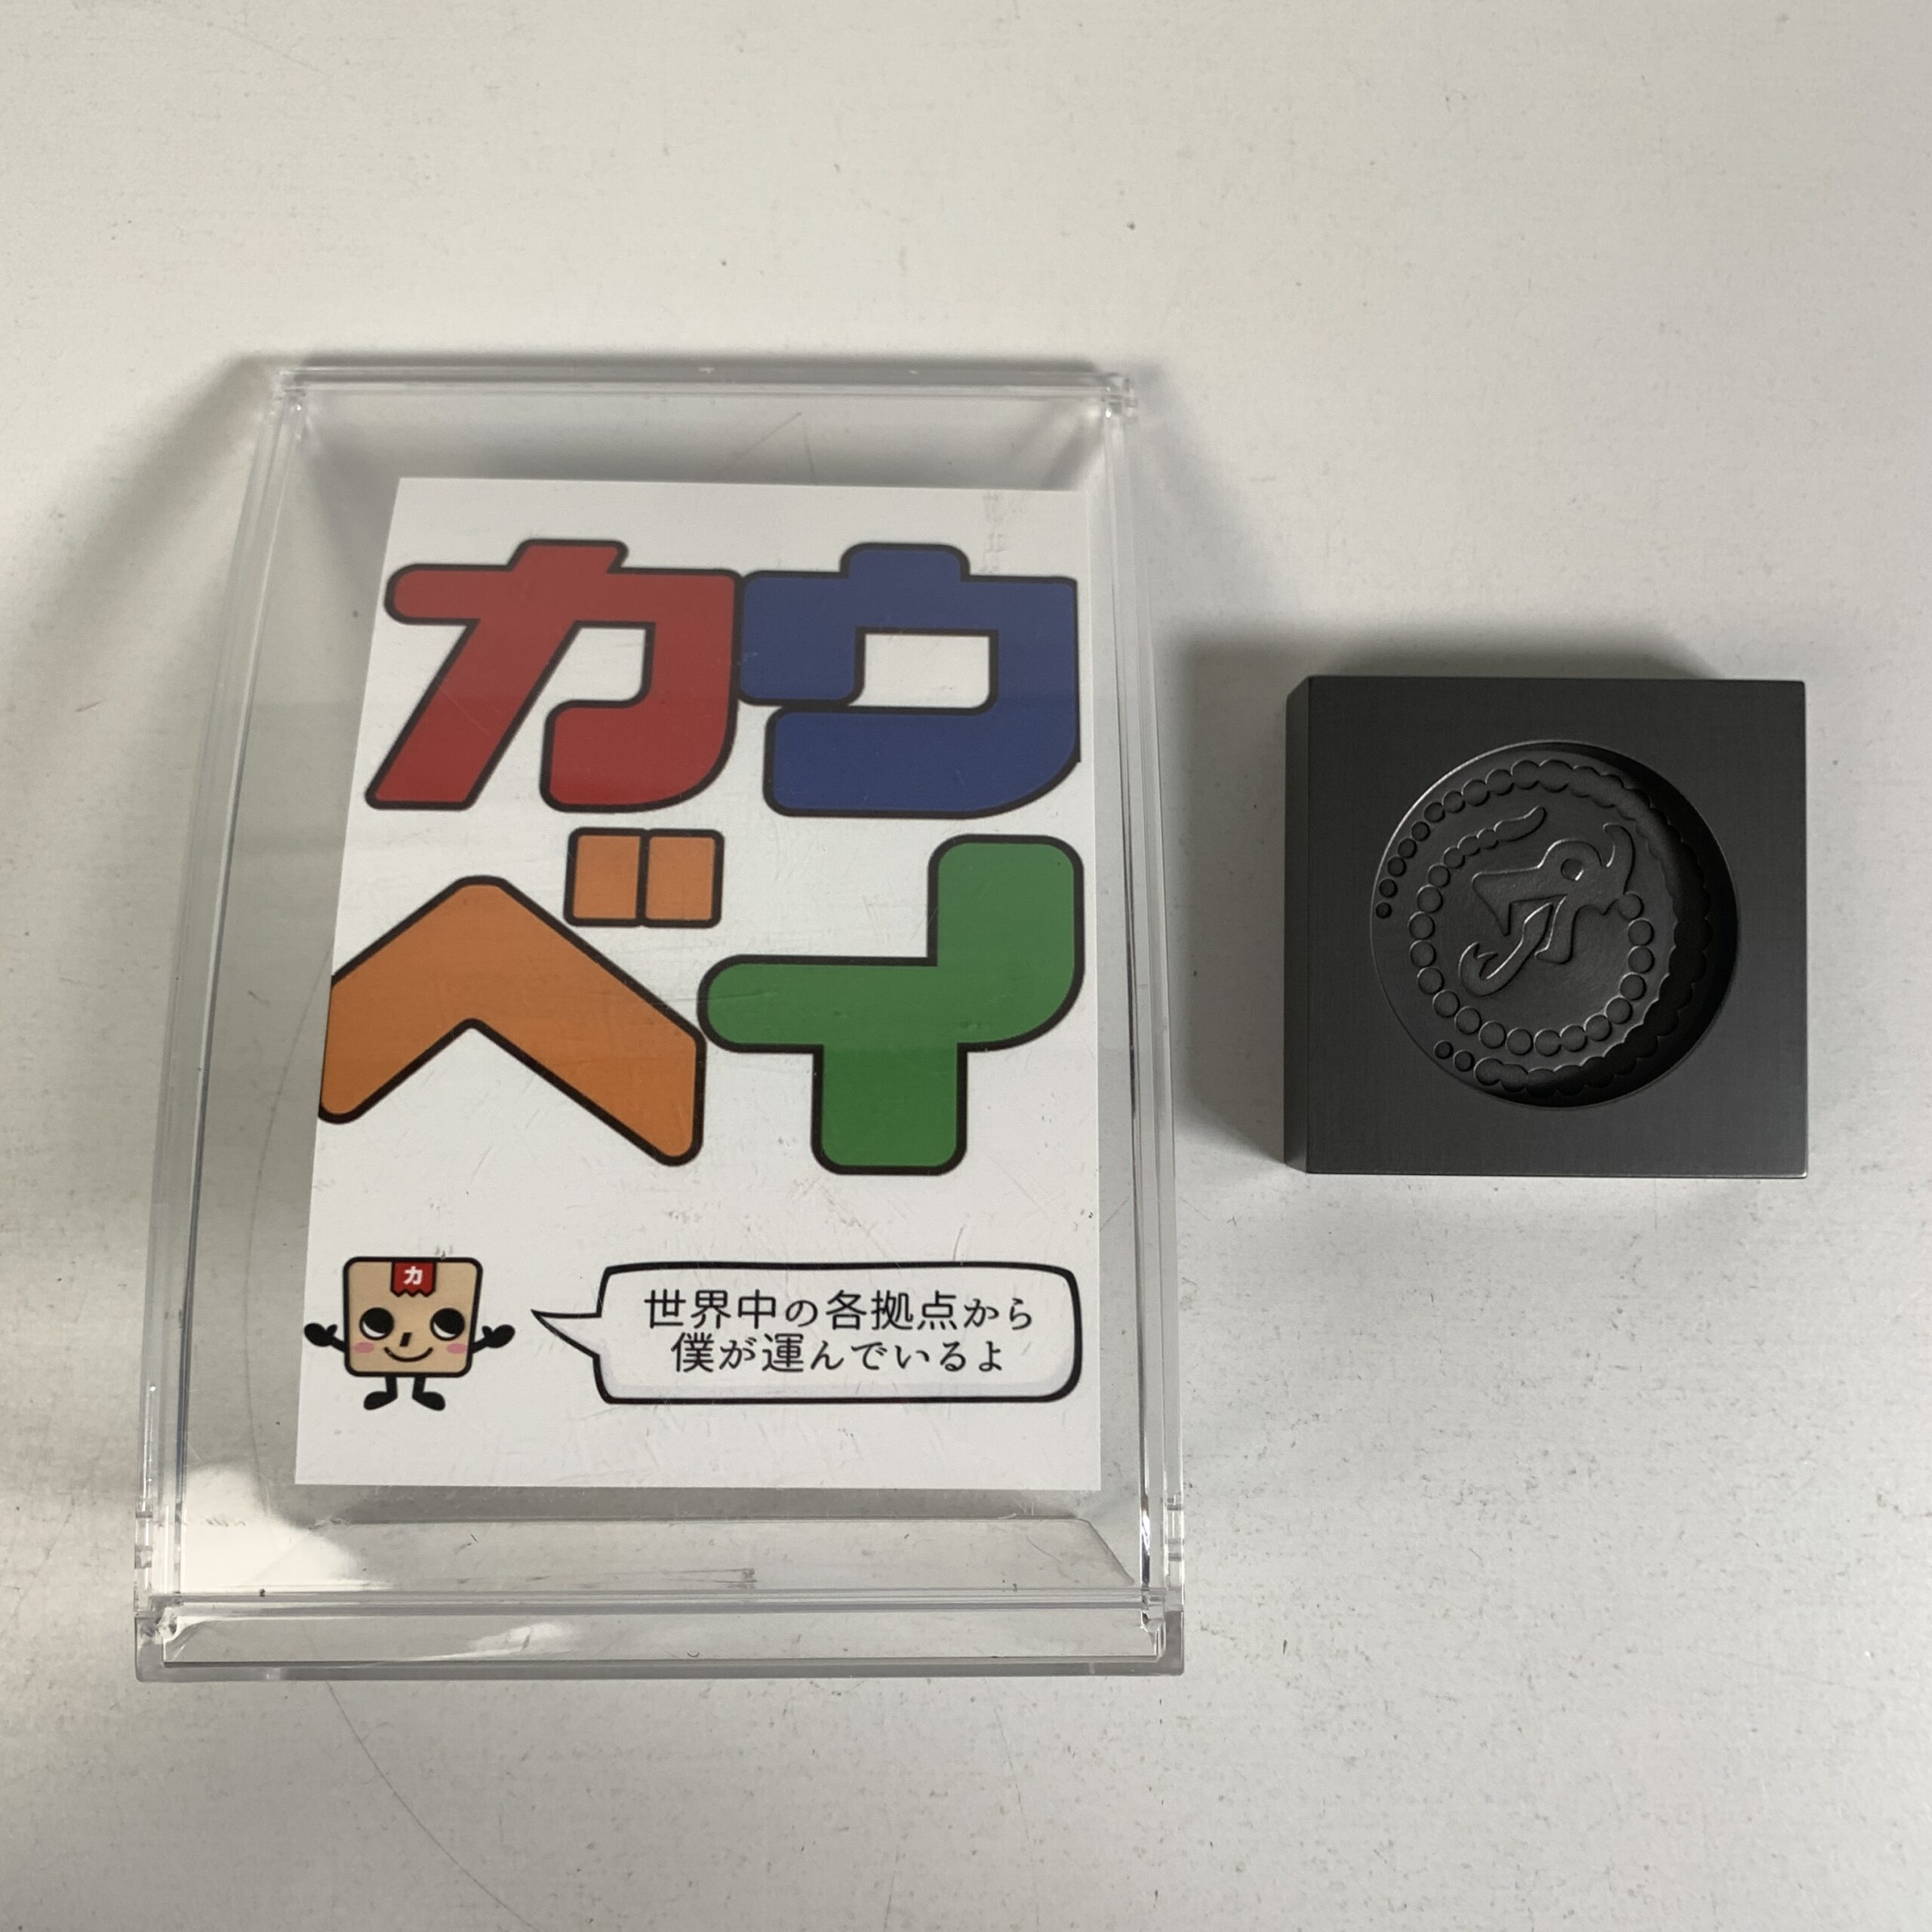 カウ
ベイ
カ
世界中の各拠点から
僕が運んでいるよ